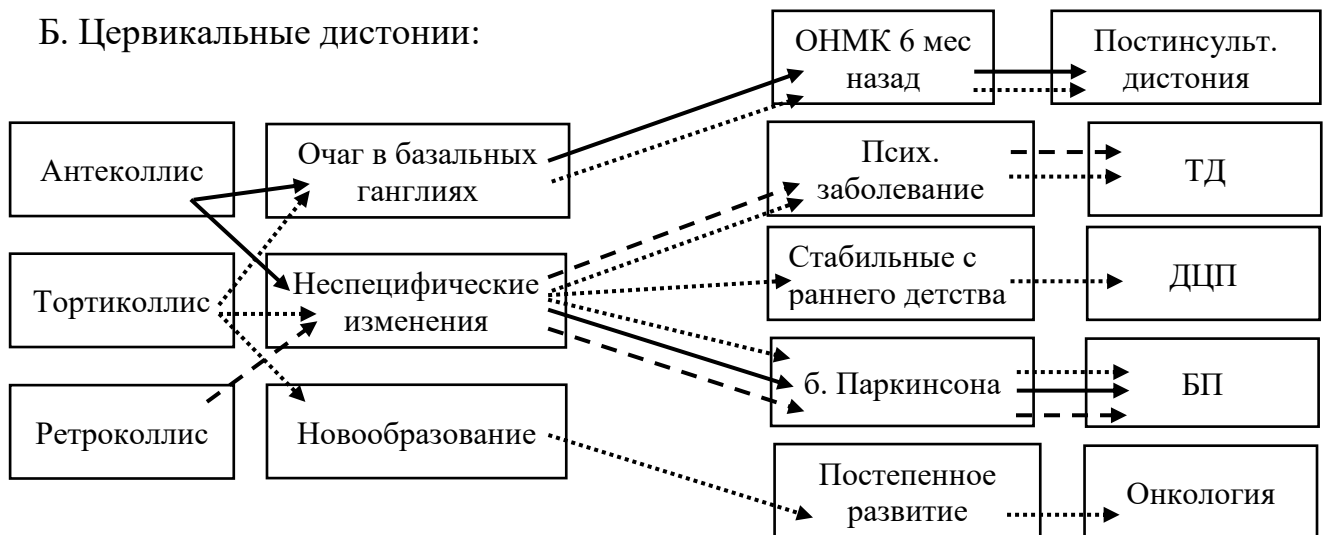 Б. Цервикальные дистонии:
ОНМК 6 мес
назад
Постинсульт.
дистония
Антеколлис
Очаг в базальных
ганглиях
Псих.
заболевание
ТД
Тортиколлис
Неспецифические
изменения
Стабильные с
раннего детства
ДЦП
б. Паркинсона
БП
Ретроколлис
Новообразование
Постепенное
развитие
Онкология